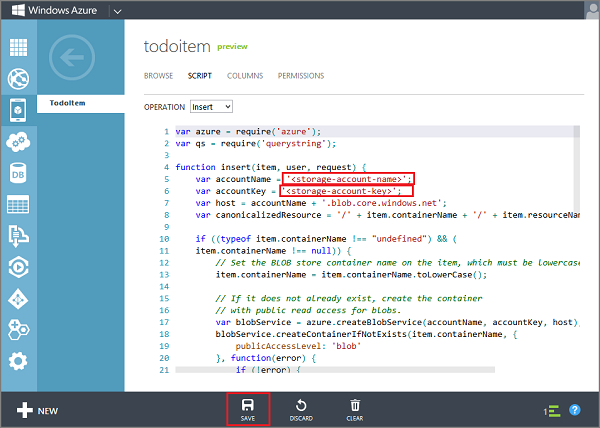 Windows Azure
todoitem preview
TodoItem
BROWSE SCRIPT COLUMNS PERMISSIONS
OPERATION Insert
1 var azure = require('azure');
2 var qs = require('querystring');
3
4 function insert(item, user, request) {
5 var accountName = '<storage-account-name>';
6 var accountKey = '<storage-account-key>';
7 var host = accountName + '.blob.core.windows.net';
8 var canonicalizedResource = '/' + item.containerName + '/' + item.resourceNam
9
10 if ((typeof item.containerName !== "undefined") && (
11 item.containerName !== null)) {
12 // Set the BLOB store container name on the item, which must be lowercase
13 item.containerName = item.containerName.toLowerCase();
14
15 // If it does not already exist, create the container
16 // with public read access for blobs.
17 var blobService = azure.createBlobService(accountName, accountKey, host);
18 blobService.createContainerIfNotExists(item.containerName, {
19 publicAccessLevel: 'blob'
20 }, function(error) {
21 if (!error) {
DB
NEW SAVE DISCARD CLEAR 1 ?